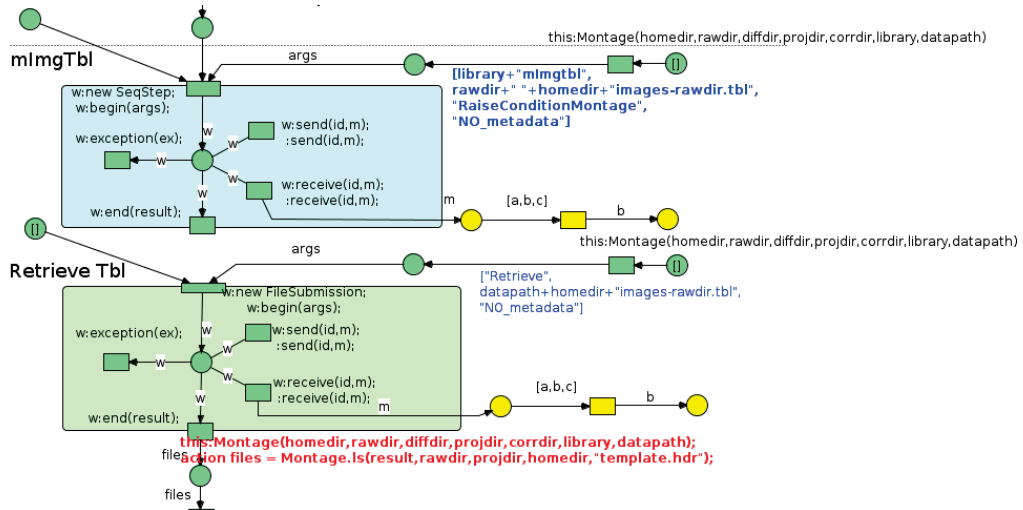 this:Montage(homedir,rawdir,diffdir,projdir,corrdir,library,datapath)
mImgTbl
args
[]
[library+"mImgtbl",
rawdir+" "+homedir+"images-rawdir.tbl",
"RaiseConditionMontage",
"NO_metadata"]
w:new SeqStep;
w:begin(args);
w
w:send(id,m);
:send(id,m);
w:exception(ex);
w
w
w
w:receive(id,m);
:receive(id,m);
w
m
[a,b,c]
b
w:end(result);
[]
this:Montage(homedir,rawdir,diffdir,projdir,corrdir,library,datapath)
args
Retrieve Tbl
[]
["Retrieve",
datapath+homedir+"images-rawdir.tbl",
"NO_metadata"]
w:new FileSubmission;
w:begin(args);
w
w:exception(ex);
w:send(id,m);
:send(id,m);
w
w
w
w:receive(id,m);
:receive(id,m);
w
m
[a,b,c]
b
w:end(result);
this:Montage(homedir,rawdir,diffdir,projdir,corrdir,library,datapath);
files
action files = Montage.ls(result,rawdir,projdir,homedir,"template.hdr");
files